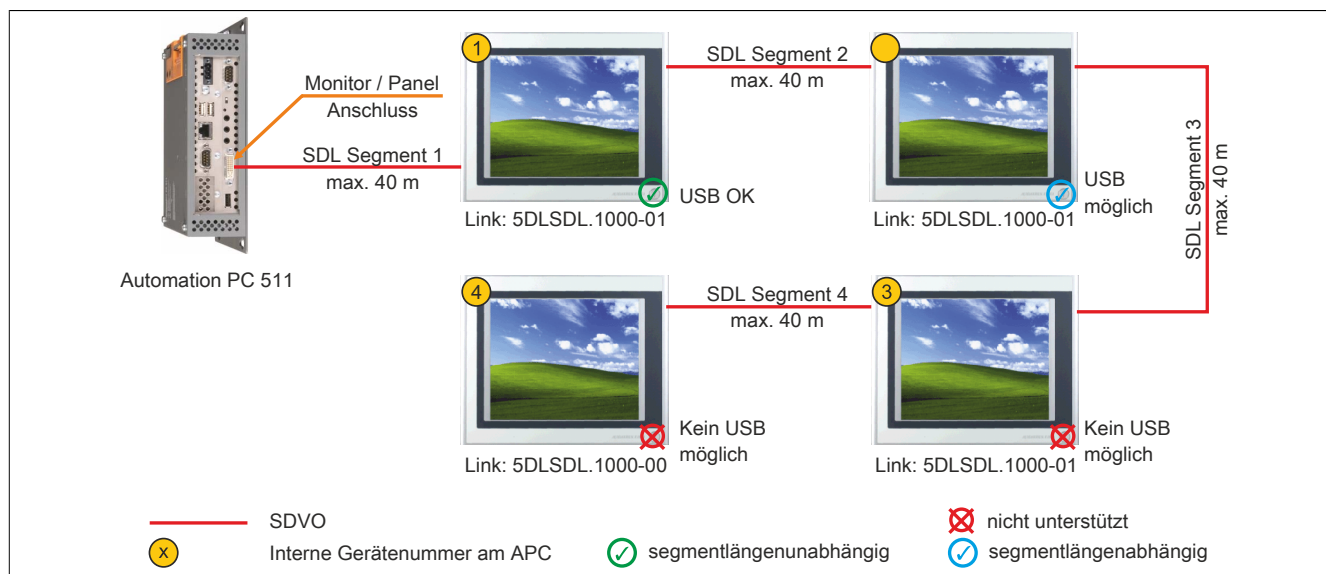 1
SDL Segment 2
max. 40 m
Monitor / Panel
Anschluss
SDL Segment 1
max. 40 m
SDL Segment 3
max. 40 m
USB OK
USB
möglich
Link: 5DLSDL.1000-01
Link: 5DLSDL.1000-01
Automation PC 511
4
SDL Segment 4
max. 40 m
3
Kein USB
möglich
Kein USB
möglich
Link: 5DLSDL.1000-00
Link: 5DLSDL.1000-01
SDVO
nicht unterstützt
x
Interne Gerätenummer am APC
segmentlängenunabhängig
segmentlängenabhängig